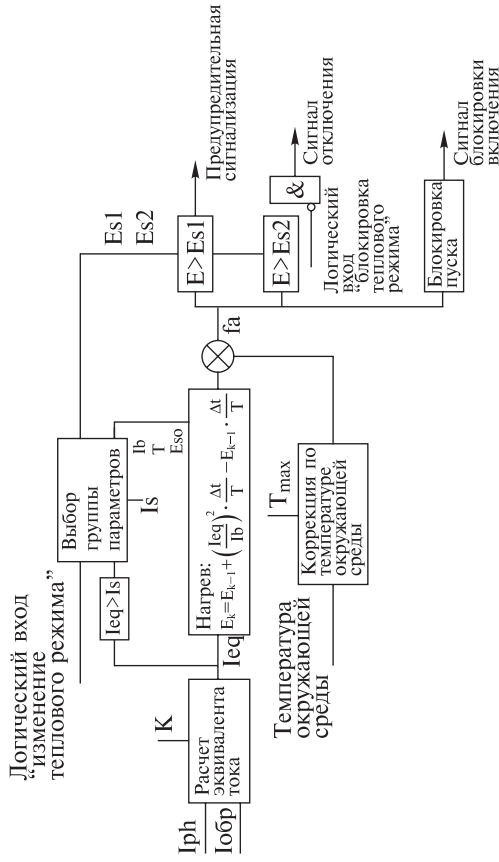 Логический вход
“изменение
теплового режима”
Выбор
группы
параметров
Es1
Es2
Ieq>Is
Is
Ib
T
Eso
K
Iph
Iобр
Расчет
эквивалента
тока
Ieq
Нагрев:
E_k=E_{k–1}+(Ieq/Ib)^2 · Δt/T – E_{k–1} · Δt/T
fa
E>Es1
Предупредительная
сигнализация
E>Es2
&
Сигнал
отключения
Логический
вход
“блокировка
теплового
режима”
Блокировка
пуска
Сигнал
блокировки
включения
Температура
окружающей
среды
T_max
Коррекция по
температуре
окружающей
среды